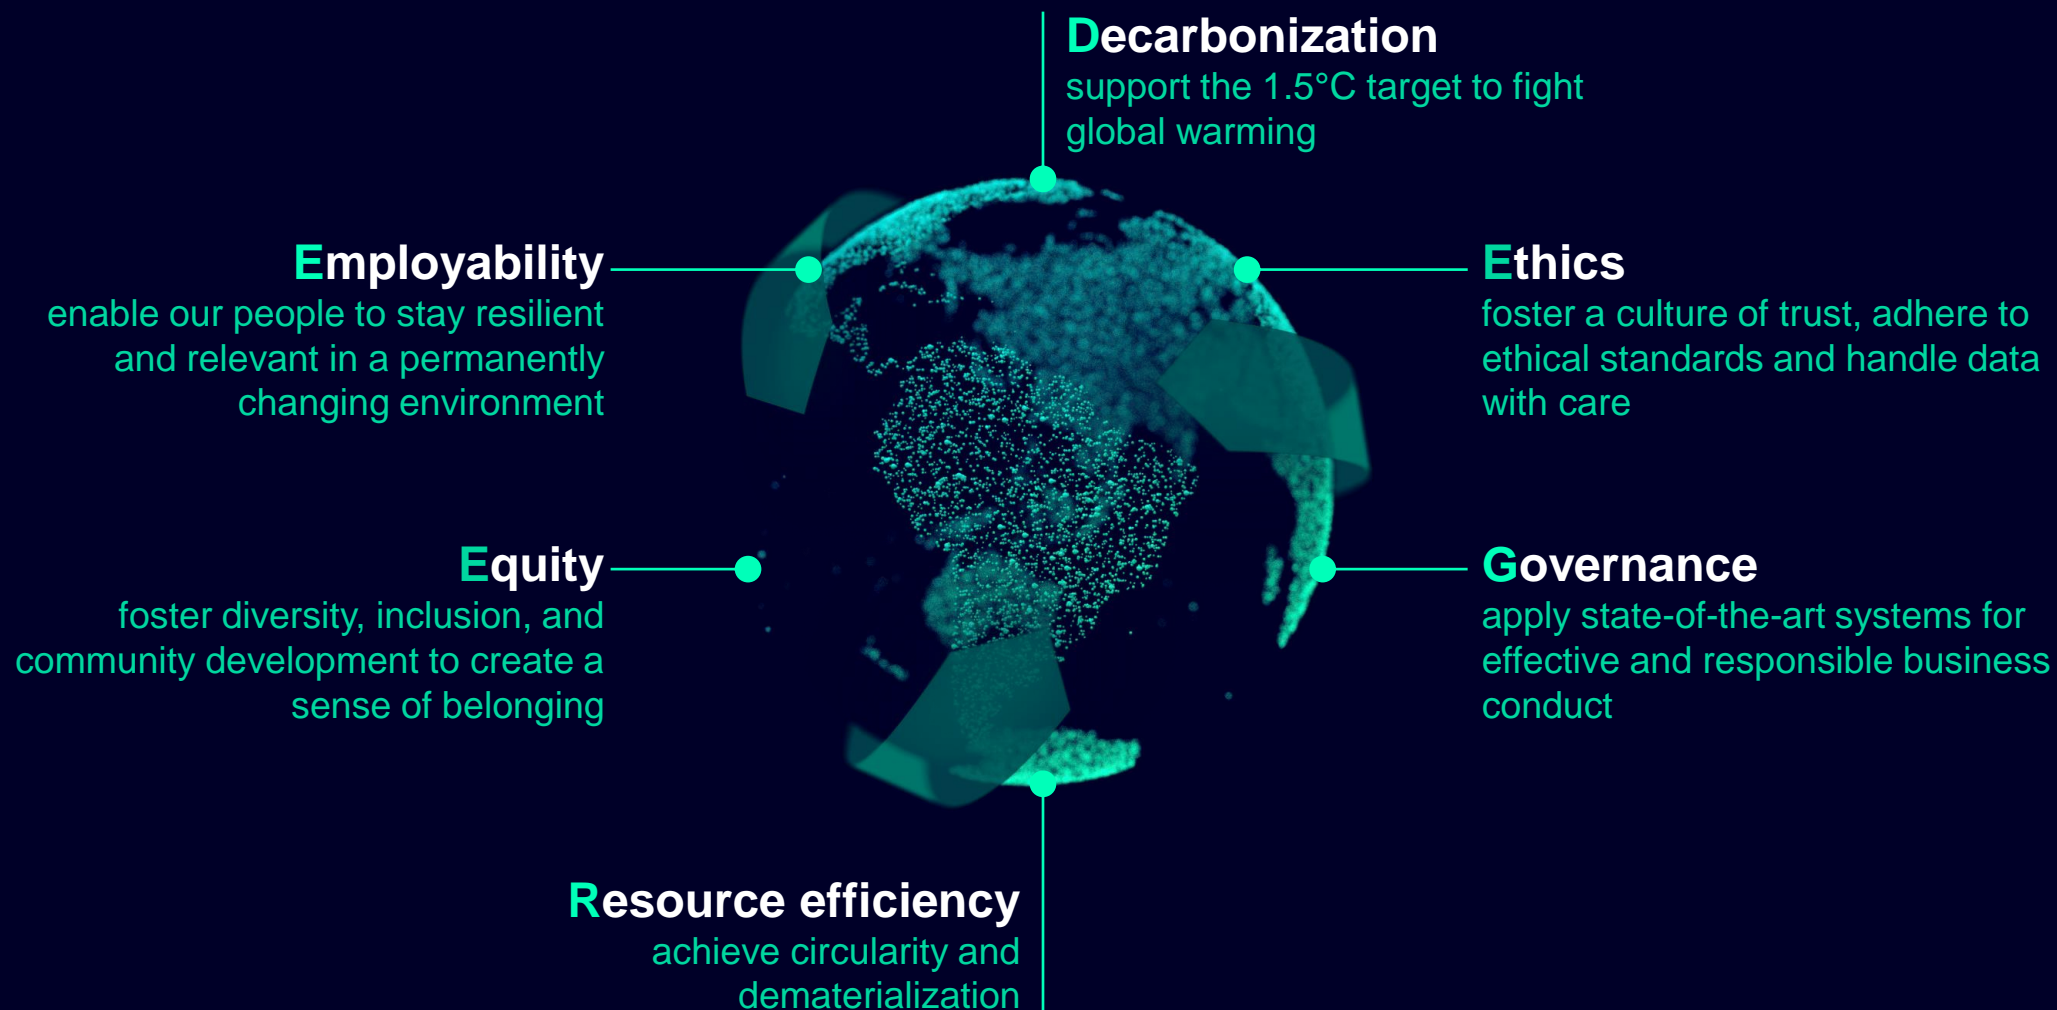 Decarbonization
support the 1.5°C target to fight
global warming
Employability
enable our people to stay resilient
and relevant in a permanently
changing environment
Ethics
foster a culture of trust, adhere to
ethical standards and handle data
with care
Equity
foster diversity, inclusion, and
community development to create a
sense of belonging
Governance
apply state-of-the-art systems for
effective and responsible business
conduct
Resource efficiency
achieve circularity and
dematerialization